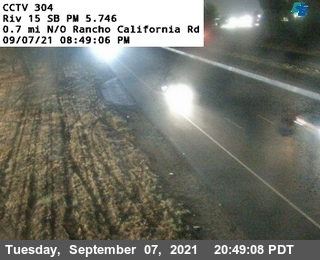 CCTV 304
Riv 15 SB PM 5.746
0.7 mi N/O Rancho California Rd
09/07/21 08:49:06 PM
Tuesday, September 07, 2021 20:49:08 PDT